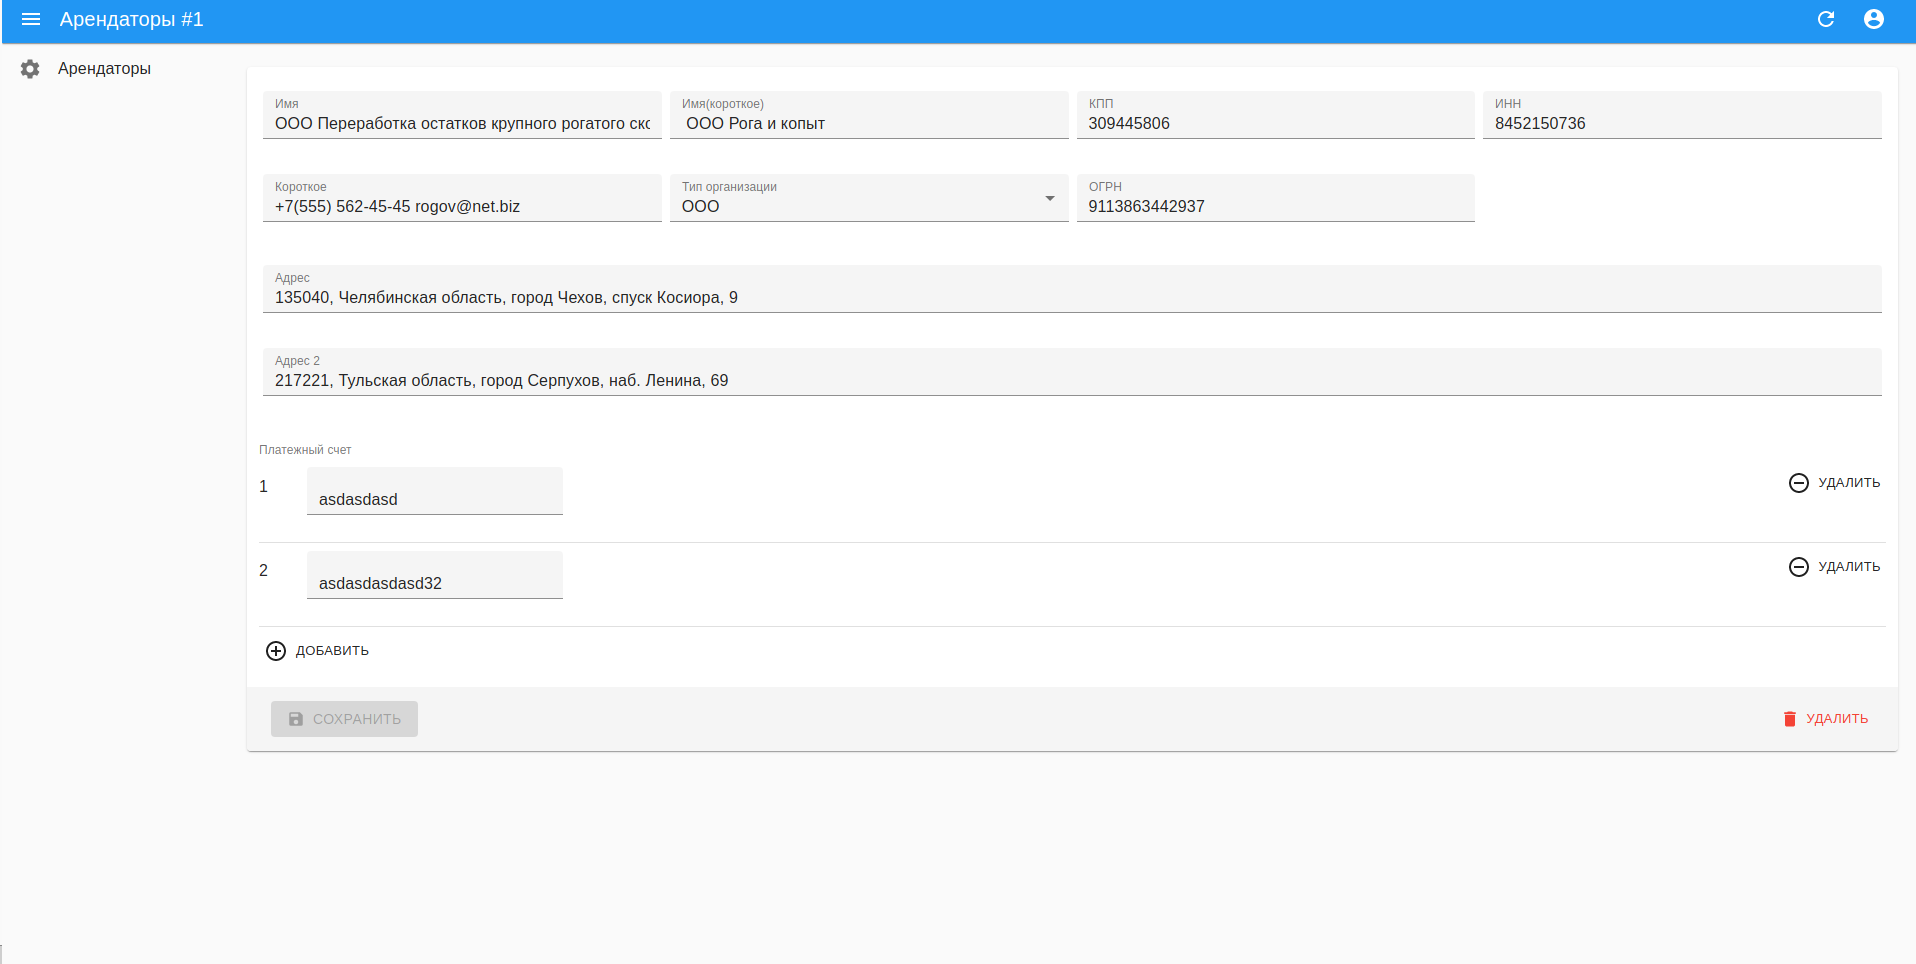 Арендаторы #1
Арендаторы
Имя
ООО Переработка остатков крупного рогатого ско
Имя(короткое)
ООО Рога и копыт
КПП
309445806
ИНН
8452150736
Короткое
+7(555) 562-45-45 rogov@net.biz
Тип организации
ООО
ОГРН
9113863442937
Адрес
135040, Челябинская область, город Чехов, спуск Косиора, 9
Адрес 2
217221, Тульская область, город Серпухов, наб. Ленина, 69
Платежный счет
1
asdasdasd
УДАЛИТЬ
2
asdasdasdasd32
УДАЛИТЬ
ДОБАВИТЬ
СОХРАНИТЬ
УДАЛИТЬ